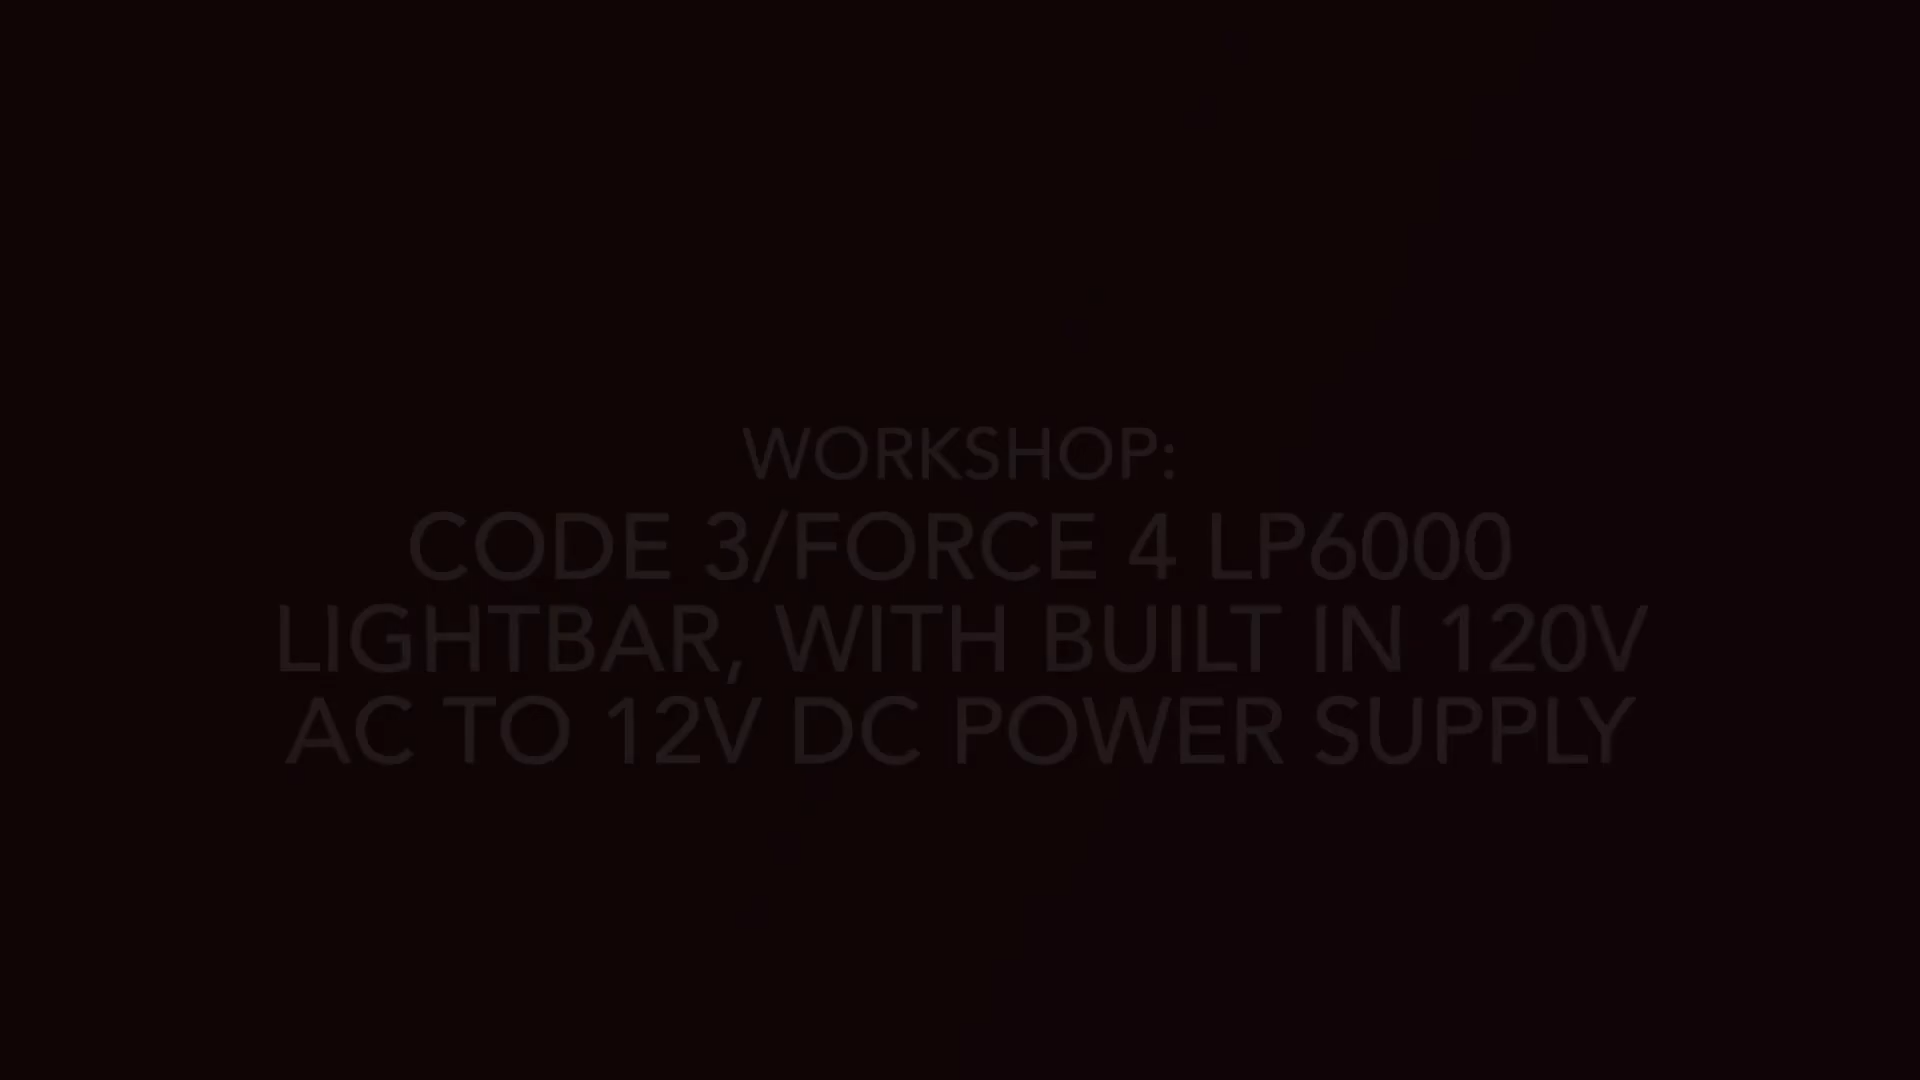 WORKSHOP:
CODE 3/FORCE 4 LP6000
LIGHTBAR, WITH BUILT IN 120V
AC TO 12V DC POWER SUPPLY